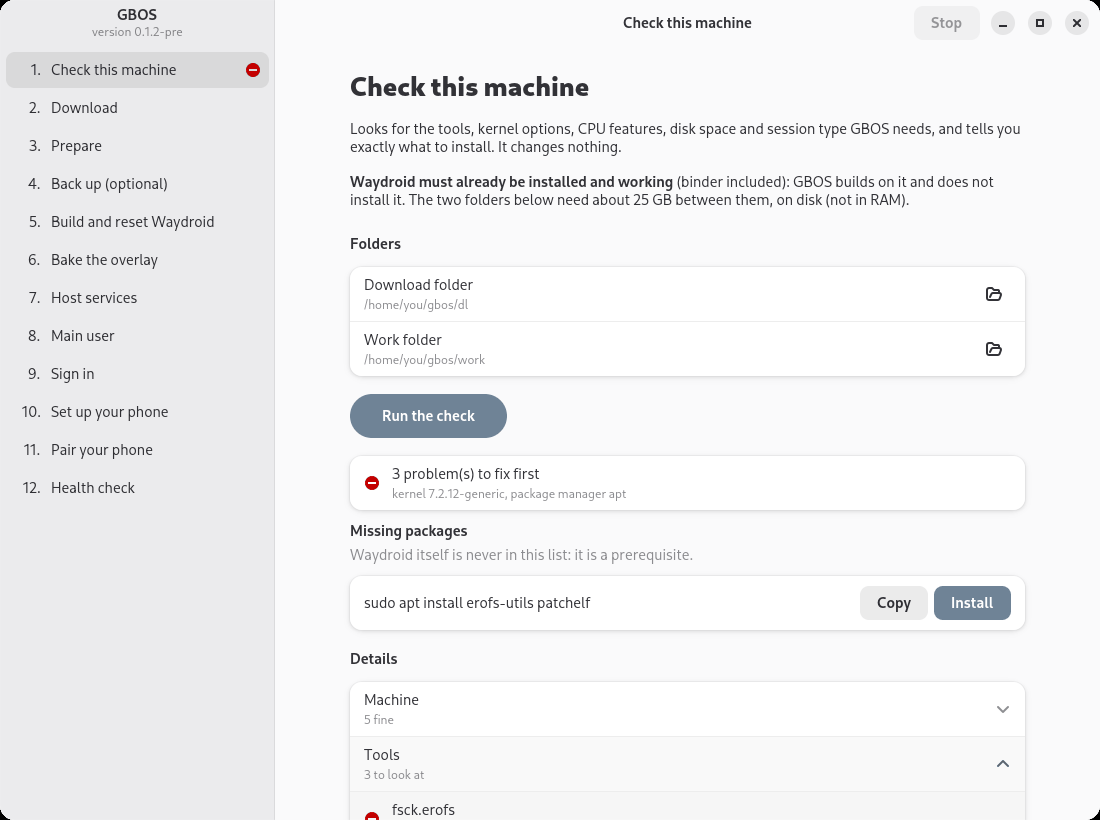 GBOS
version 0.1.2-pre
1. Check this machine
2. Download
3. Prepare
4. Back up (optional)
5. Build and reset Waydroid
6. Bake the overlay
7. Host services
8. Main user
9. Sign in
10. Set up your phone
11. Pair your phone
12. Health check
Check this machine
Stop
Check this machine
Looks for the tools, kernel options, CPU features, disk space and session type GBOS needs, and tells you
exactly what to install. It changes nothing.
Waydroid must already be installed and working (binder included): GBOS builds on it and does not
install it. The two folders below need about 25 GB between them, on disk (not in RAM).
Folders
Download folder
/home/you/gbos/dl
Work folder
/home/you/gbos/work
Run the check
3 problem(s) to fix first
kernel 7.2.12-generic, package manager apt
Missing packages
Waydroid itself is never in this list: it is a prerequisite.
sudo apt install erofs-utils patchelf
Copy
Install
Details
Machine
5 fine
Tools
3 to look at
fsck.erofs